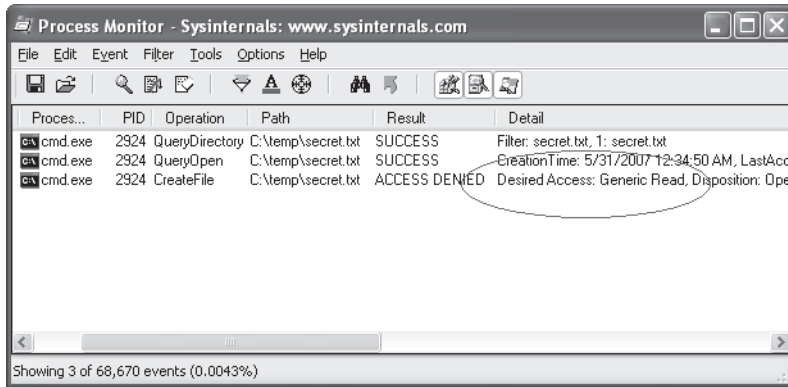 Process Monitor - Sysinternals: www.sysinternals.com
File Edit Event Filter Tools Options Help
Proces... PID Operation Path Result Detail
cmd.exe 2924 QueryDirectory C:\temp\secret.txt SUCCESS Filter: secret.txt, 1: secret.txt
cmd.exe 2924 QueryOpen C:\temp\secret.txt SUCCESS CreationTime: 5/31/2007 12:34:50 AM, LastAcc
cmd.exe 2924 CreateFile C:\temp\secret.txt ACCESS DENIED Desired Access: Generic Read, Disposition: Ope
Showing 3 of 68,670 events (0.0043%)